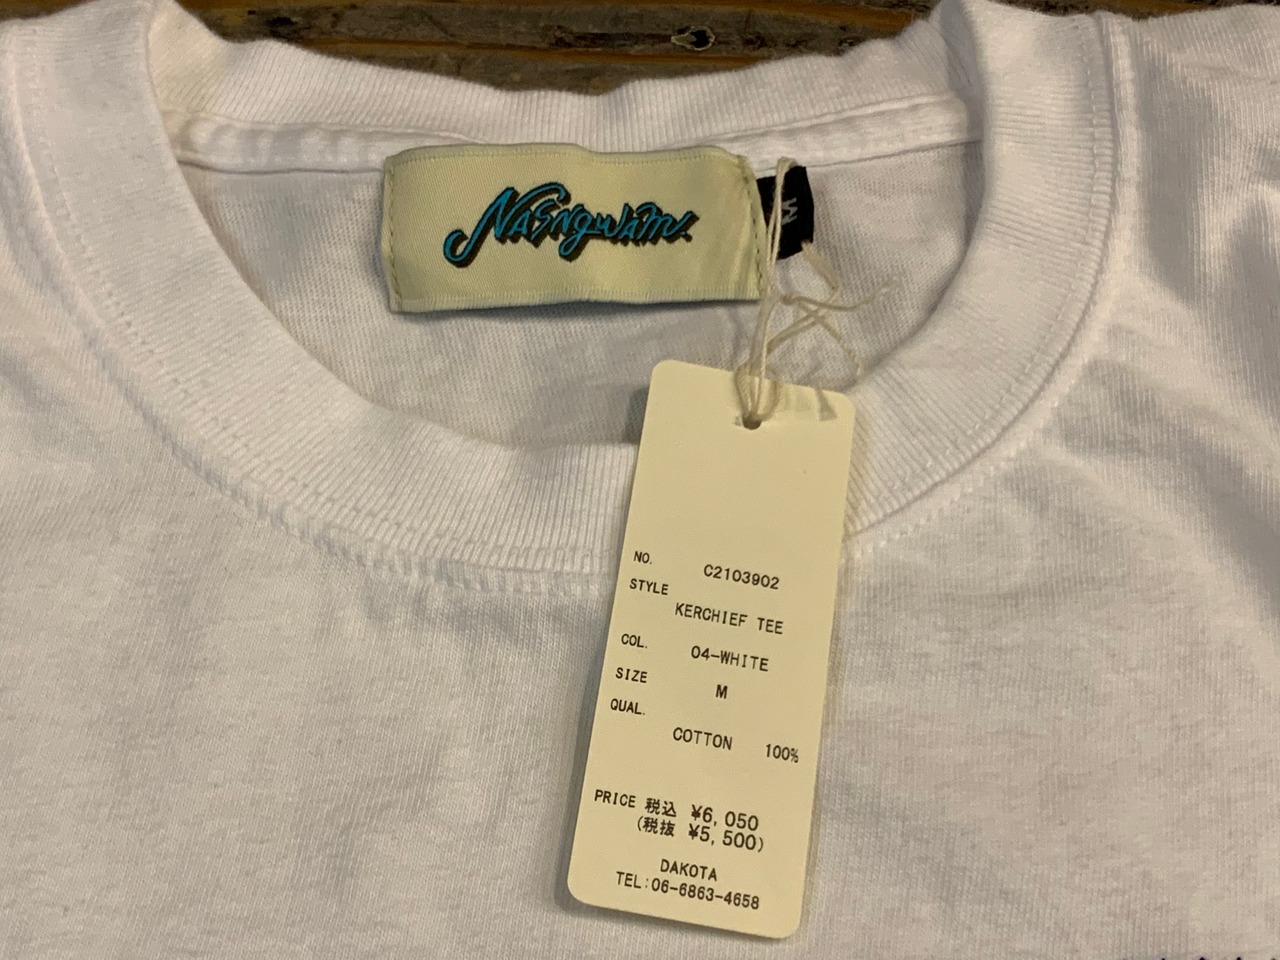 NASNGWAM.
M
NO. C2103902
STYLE
KERCHIEF TEE
COL. 04-WHITE
SIZE M
QUAL.
COTTON 100%
PRICE 税込 ¥6,050
(税抜 ¥5,500)
DAKOTA
TEL:06-6863-4658